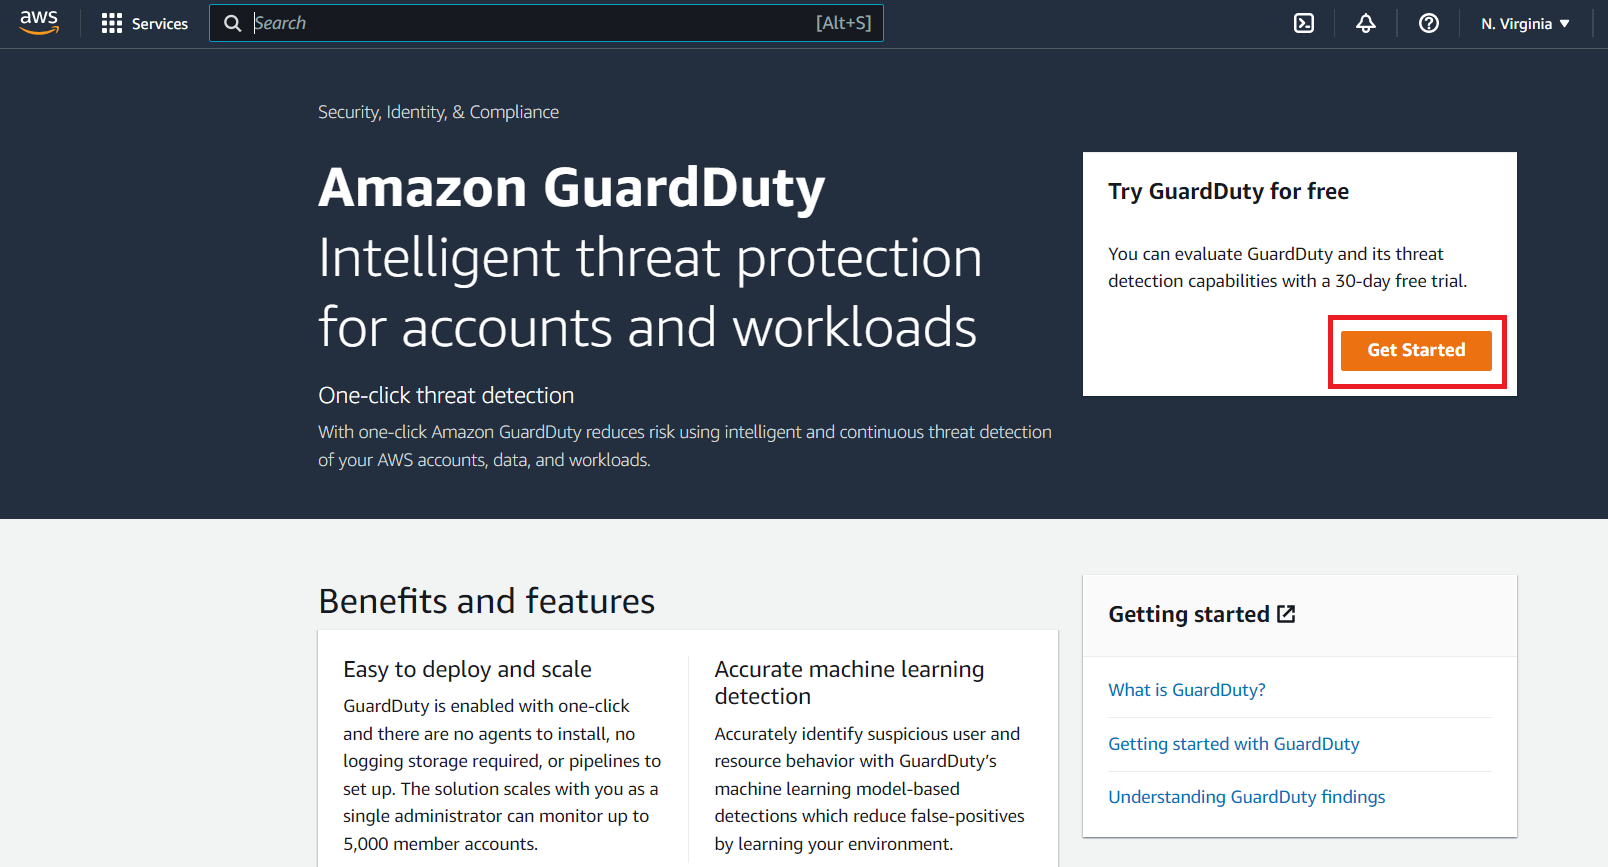 aws
Services
Search
[Alt+S]
N. Virginia
Security, Identity, & Compliance
Amazon GuardDuty
Intelligent threat protection
for accounts and workloads
One-click threat detection
With one-click Amazon GuardDuty reduces risk using intelligent and continuous threat detection
of your AWS accounts, data, and workloads.
Try GuardDuty for free
You can evaluate GuardDuty and its threat
detection capabilities with a 30-day free trial.
Get Started
Benefits and features
Easy to deploy and scale
GuardDuty is enabled with one-click
and there are no agents to install, no
logging storage required, or pipelines to
set up. The solution scales with you as a
single administrator can monitor up to
5,000 member accounts.
Accurate machine learning
detection
Accurately identify suspicious user and
resource behavior with GuardDuty’s
machine learning model-based
detections which reduce false-positives
by learning your environment.
Getting started
What is GuardDuty?
Getting started with GuardDuty
Understanding GuardDuty findings